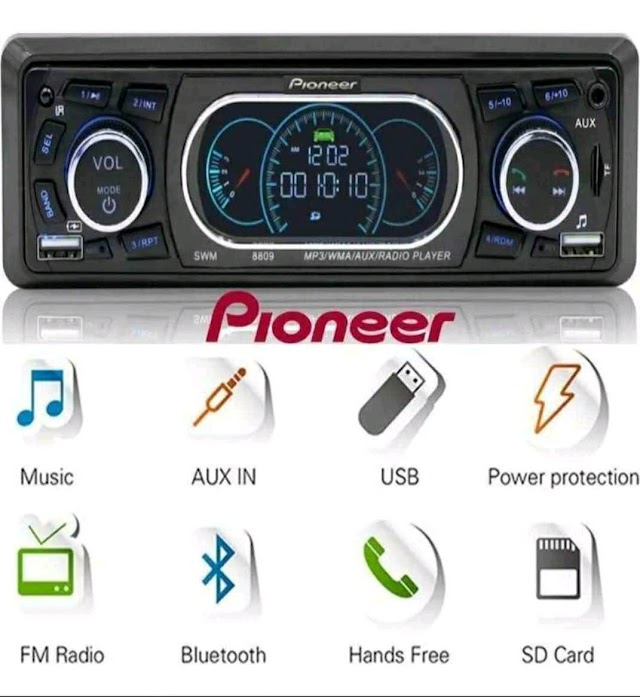 Pioneer
1/⏯
2/INT
5/-10
6/+10
AUX
SEL
VOL
MODE
BAND
TF
12:02
00:10:10
3/RPT
4/RDM
SWM 8809 MP3/WMA/AUX/RADIO PLAYER
Pioneer
Music AUX IN USB Power protection
FM Radio Bluetooth Hands Free SD Card